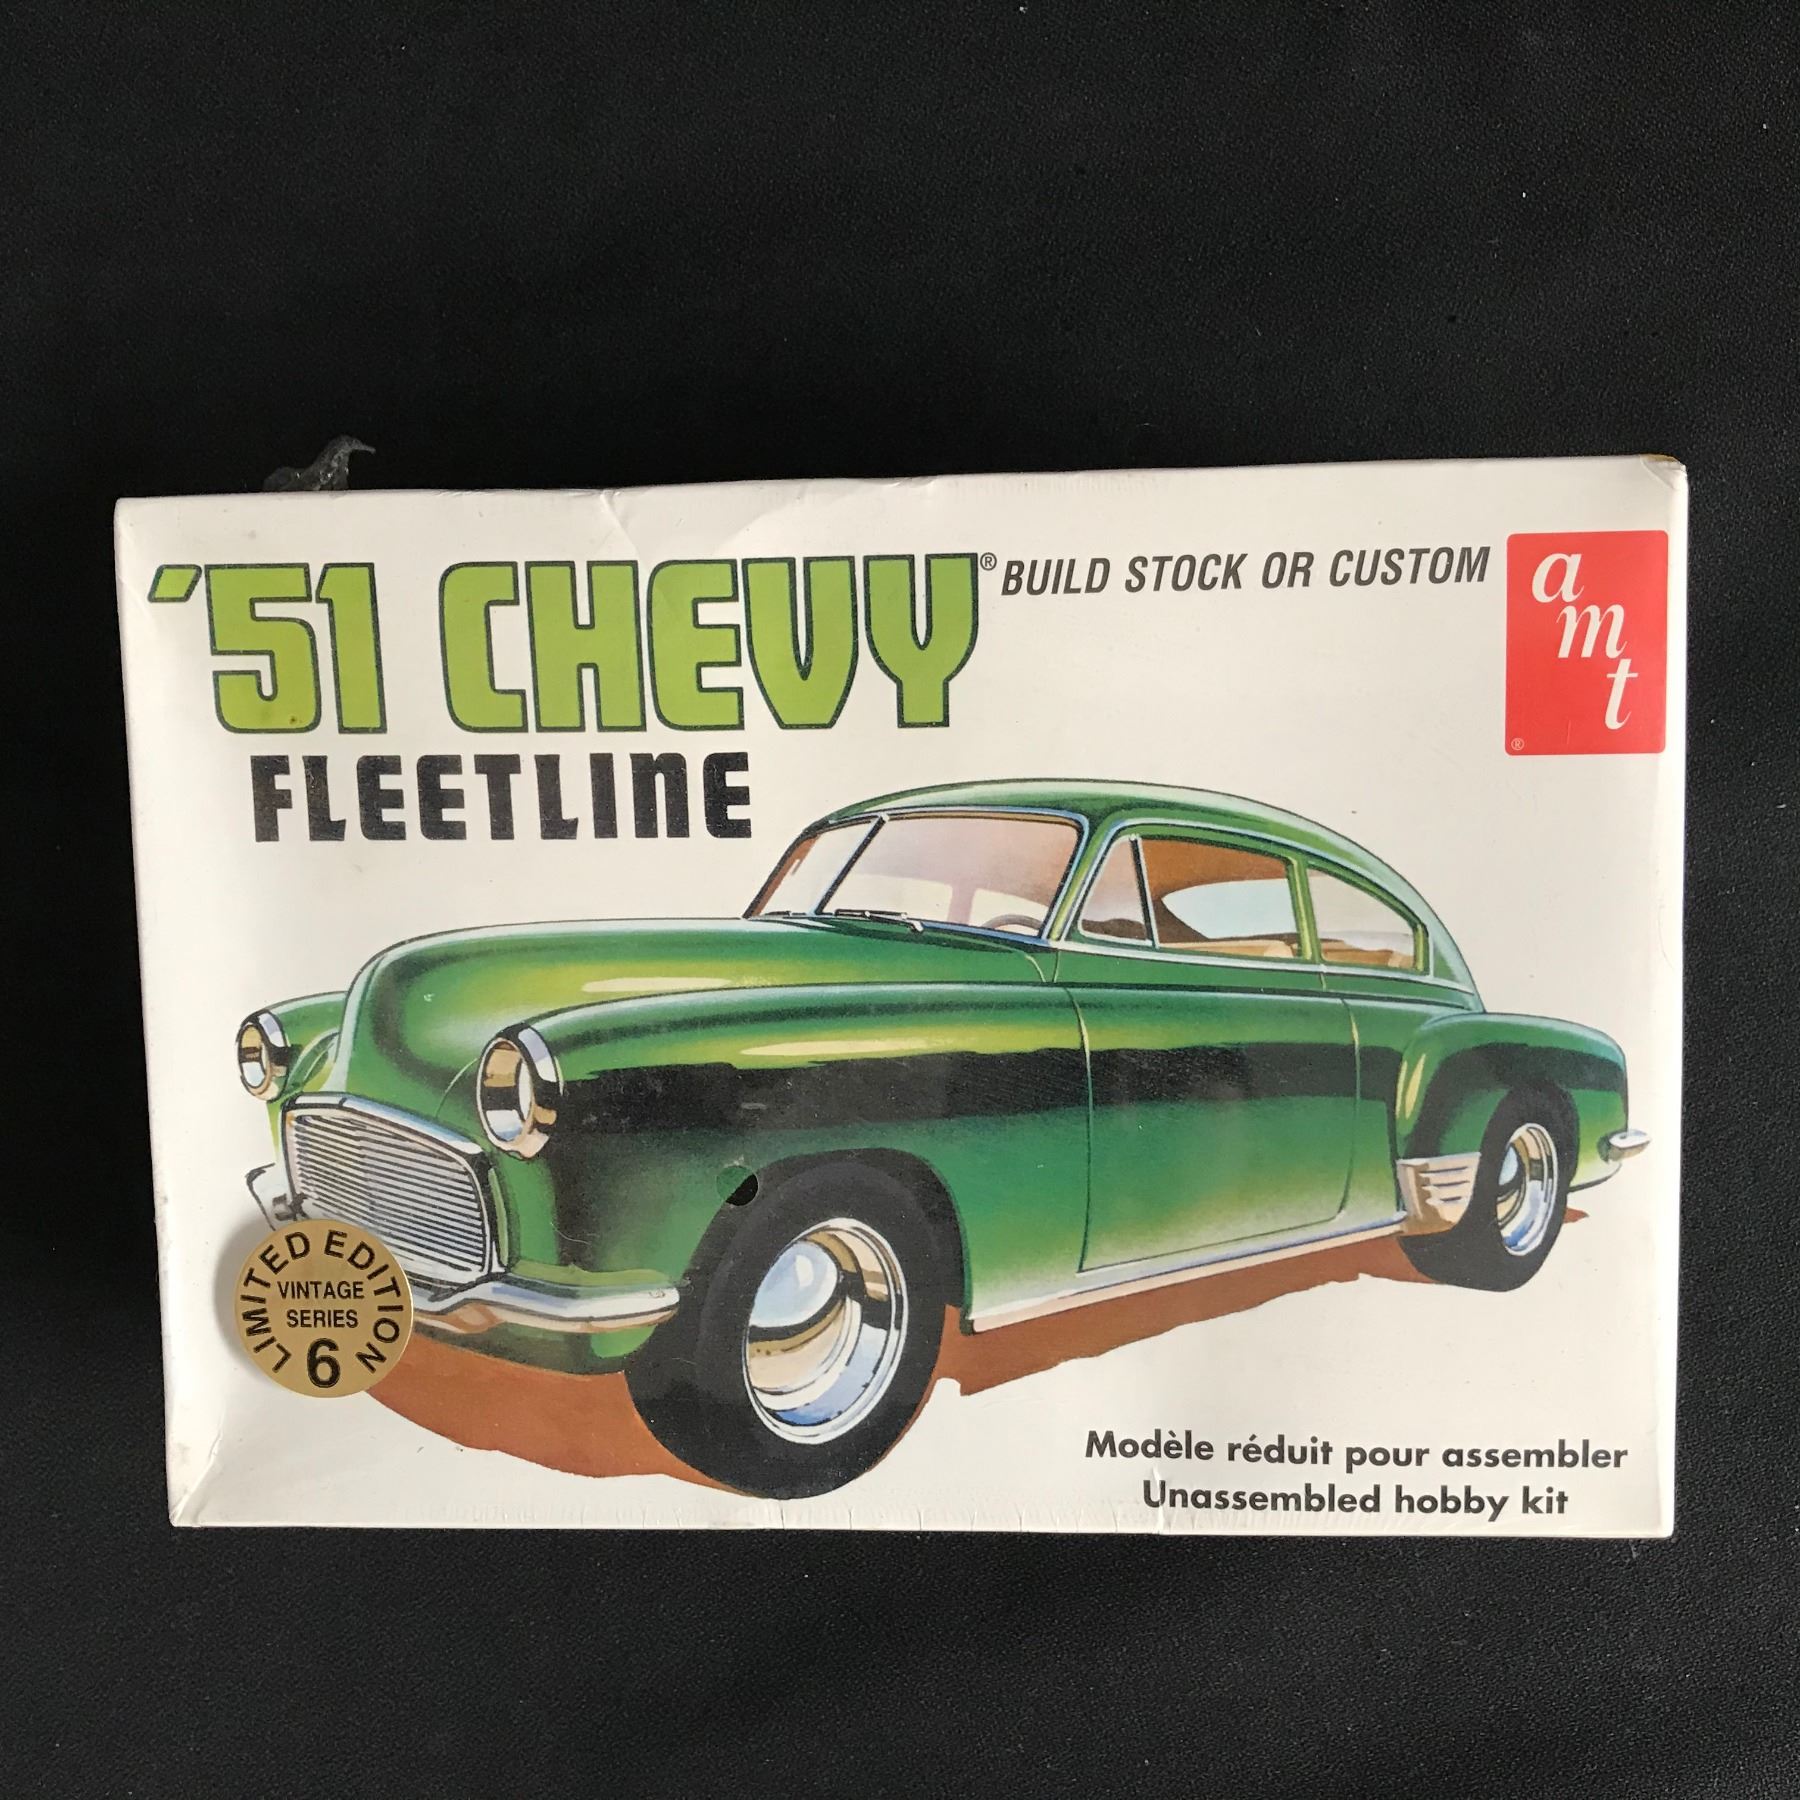 '51 CHEVY®
BUILD STOCK OR CUSTOM
amt®
FLEETLINE
LIMITED EDITION
VINTAGE
SERIES
6
Modèle réduit pour assembler
Unassembled hobby kit